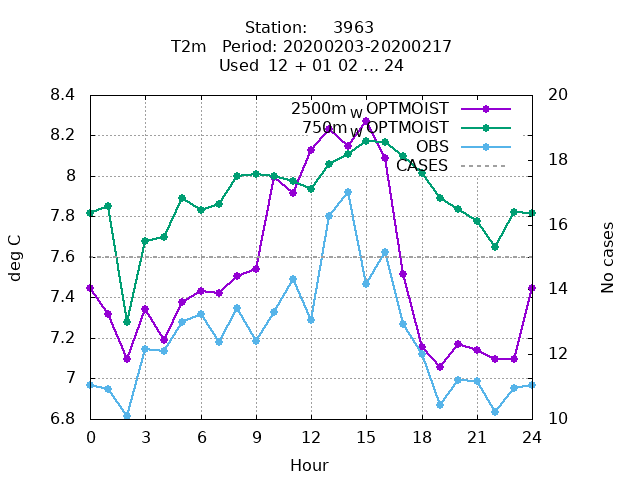 Station: 3963
T2m Period: 20200203-20200217
Used 12 + 01 02 ... 24
8.4
8.2
8
7.8
7.6
7.4
7.2
7
6.8
deg C
2500m_W OPTMOIST
750m_W OPTMOIST
OBS
CASES
20
18
16
14
12
10
No cases
0 3 6 9 12 15 18 21 24
Hour